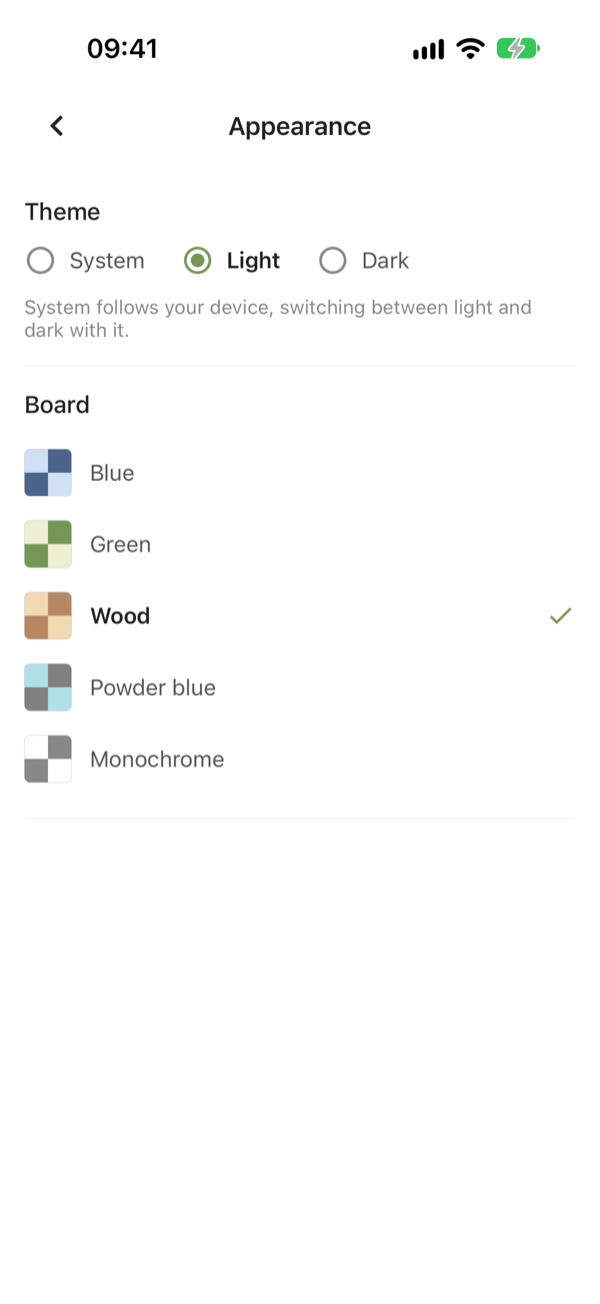 09:41
Appearance
Theme
System Light Dark
System follows your device, switching between light and
dark with it.
Board
Blue
Green
Wood
Powder blue
Monochrome